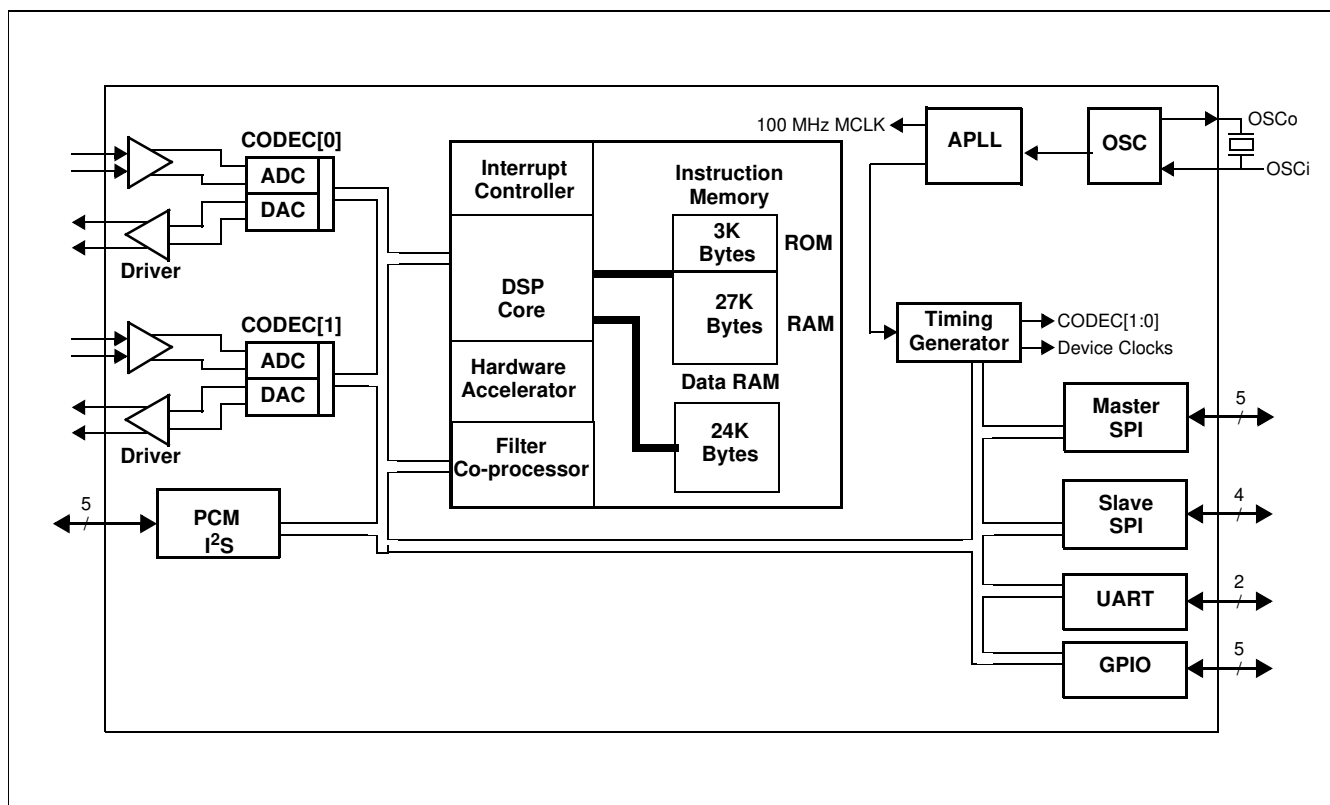 CODEC[0]
ADC
DAC
Driver
CODEC[1]
ADC
DAC
Driver
5
PCM
I²S
Interrupt
Controller
DSP
Core
Hardware
Accelerator
Filter
Co-processor
Instruction
Memory
3K
Bytes
ROM
27K
Bytes
RAM
Data RAM
24K
Bytes
100 MHz MCLK
APLL
OSC
OSCo
OSCi
Timing
Generator
CODEC[1:0]
Device Clocks
Master
SPI
5
Slave
SPI
4
UART
2
GPIO
5